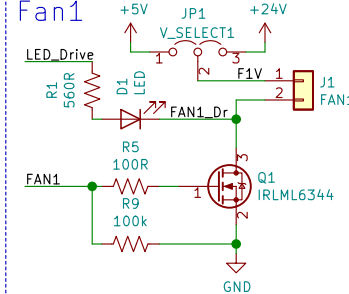 Fan1
+5V
JP1
+24V
V_SELECT1
1
3
2
LED_Drive
F1V
1
J1
2
FAN1
R1
560R
D1
LED
FAN1_Dr
R5
100R
3
FAN1
1
Q1
IRLML6344
R9
100k
2
GND